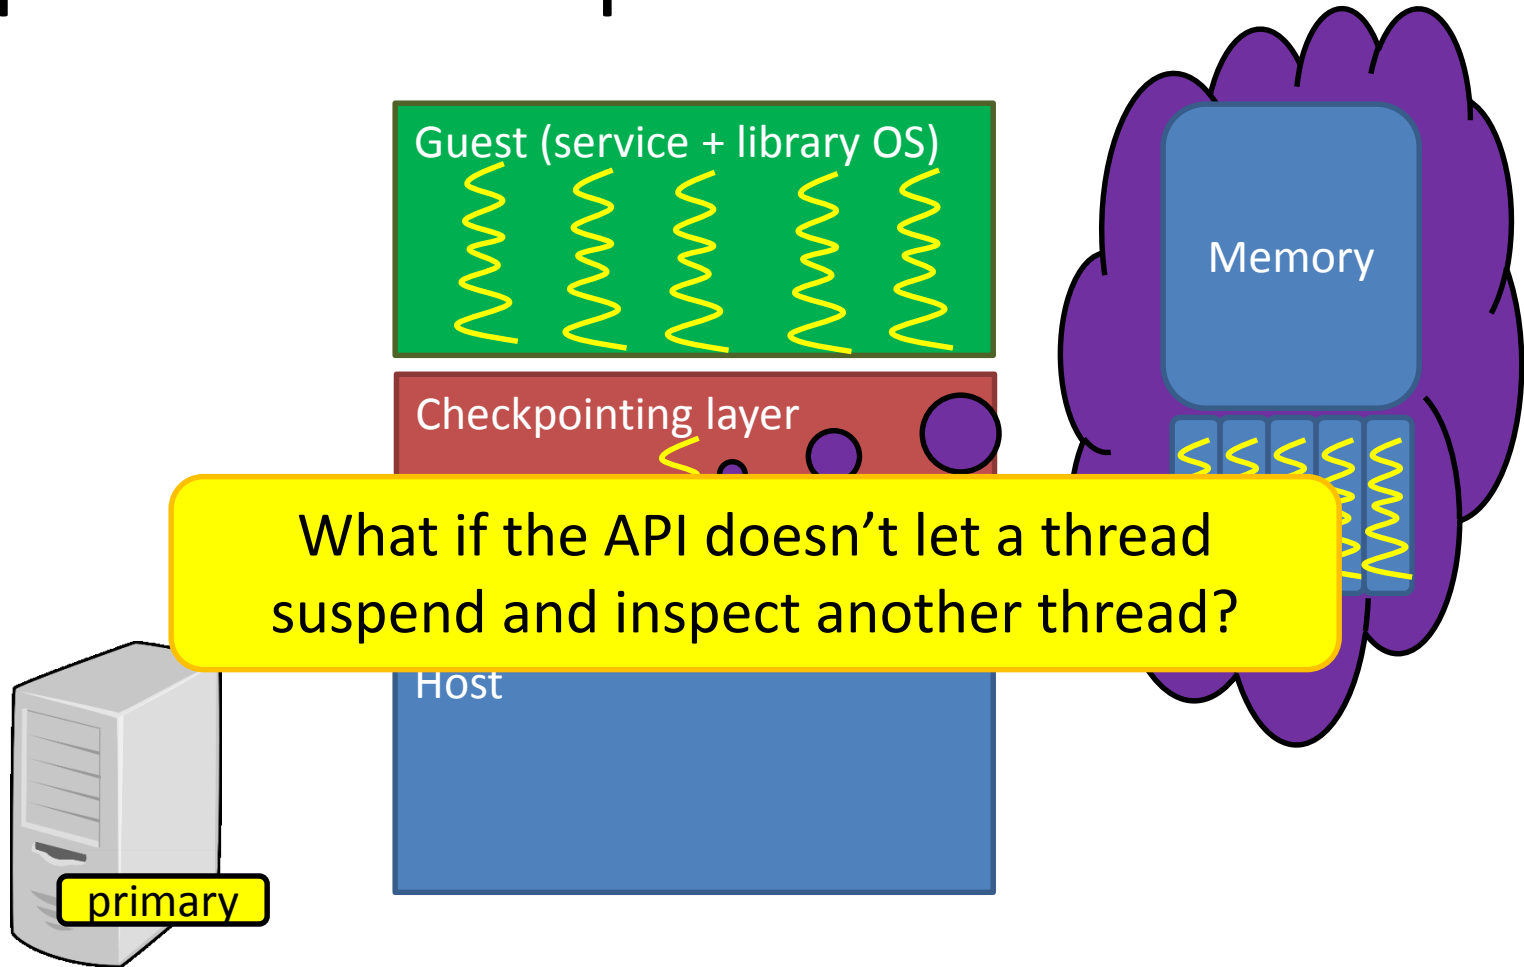 Guest (service + library OS)
Memory
Checkpointing layer
What if the API doesn’t let a thread
suspend and inspect another thread?
Host
primary